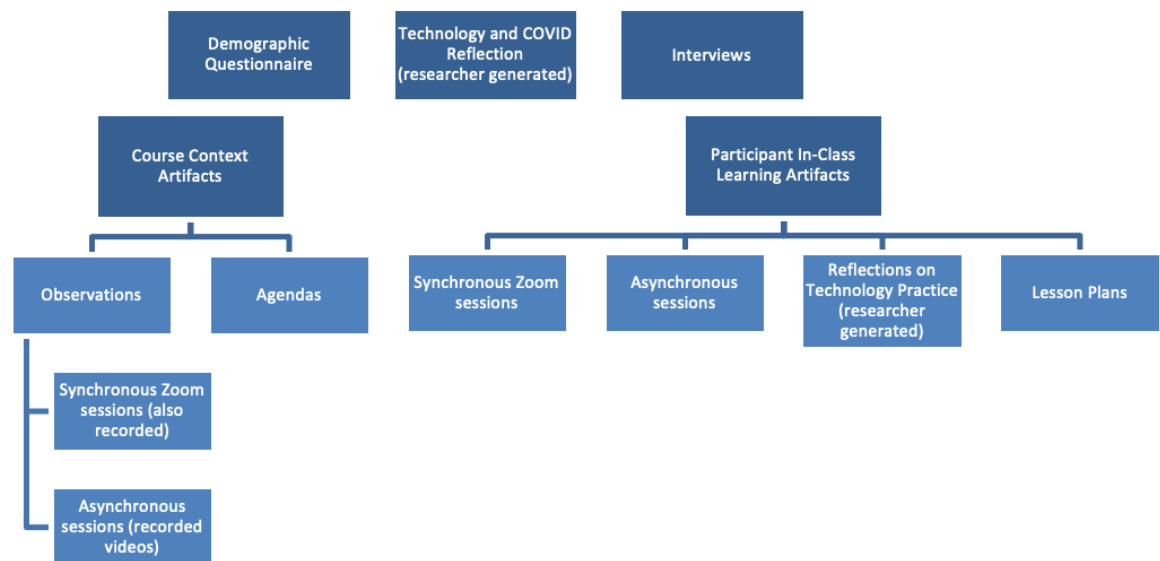 Demographic
Questionnaire
Technology and COVID
Reflection
(researcher generated)
Interviews
Course Context
Artifacts
Participant In-Class
Learning Artifacts
Observations
Agendas
Synchronous Zoom
sessions
Asynchronous
sessions
Reflections on
Technology Practice
(researcher
generated)
Lesson Plans
Synchronous Zoom
sessions (also
recorded)
Asynchronous
sessions (recorded
videos)